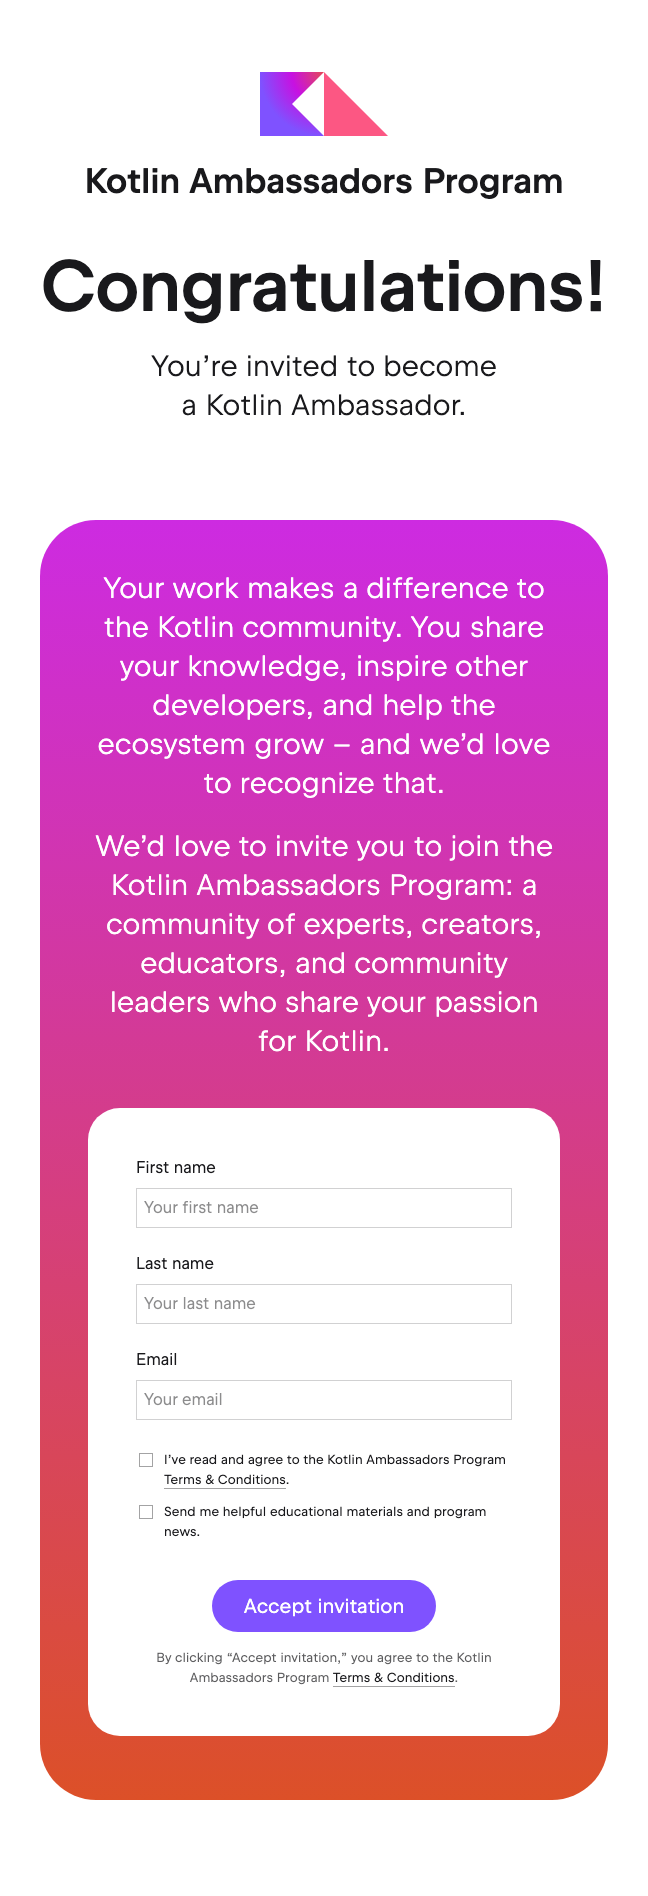 Kotlin Ambassadors Program
Congratulations!
You’re invited to become
a Kotlin Ambassador.
Your work makes a difference to
the Kotlin community. You share
your knowledge, inspire other
developers, and help the
ecosystem grow – and we’d love
to recognize that.
We’d love to invite you to join the
Kotlin Ambassadors Program: a
community of experts, creators,
educators, and community
leaders who share your passion
for Kotlin.
First name
Your first name
Last name
Your last name
Email
Your email
I’ve read and agree to the Kotlin Ambassadors Program
Terms & Conditions.
Send me helpful educational materials and program
news.
Accept invitation
By clicking “Accept invitation,” you agree to the Kotlin
Ambassadors Program Terms & Conditions.